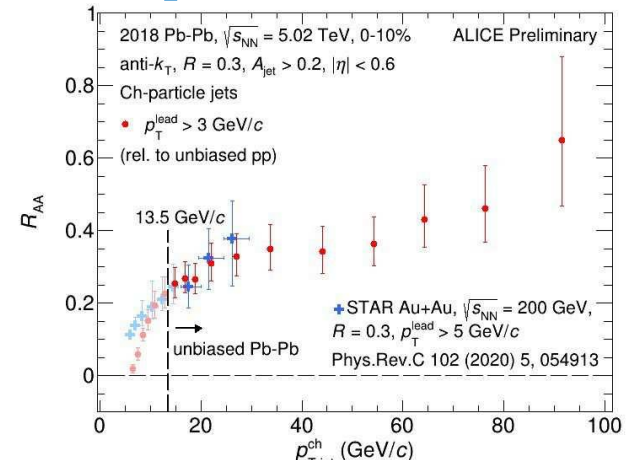 1
2018 Pb-Pb, √sNN = 5.02 TeV, 0-10%
ALICE Preliminary
anti-kT, R = 0.3, Ajet > 0.2, |η| < 0.6
Ch-particle jets
pTlead > 3 GeV/c
(rel. to unbiased pp)
0.8
0.6
RAA
13.5 GeV/c
0.4
0.2
STAR Au+Au, √sNN = 200 GeV,
R = 0.3, pTlead > 5 GeV/c
unbiased Pb-Pb
Phys.Rev.C 102 (2020) 5, 054913
0
0 20 40 60 80 100
pch (GeV/c)